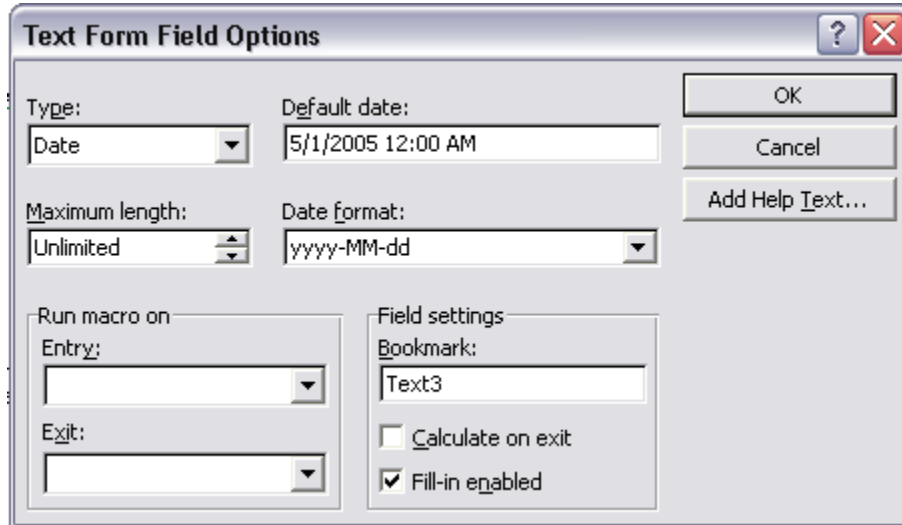 Text Form Field Options
Type:
Default date:
OK
Date
5/1/2005 12:00 AM
Cancel
Maximum length:
Date format:
Add Help Text...
Unlimited
yyyy-MM-dd
Run macro on
Field settings
Entry:
Bookmark:
Text3
Exit:
Calculate on exit
Fill-in enabled